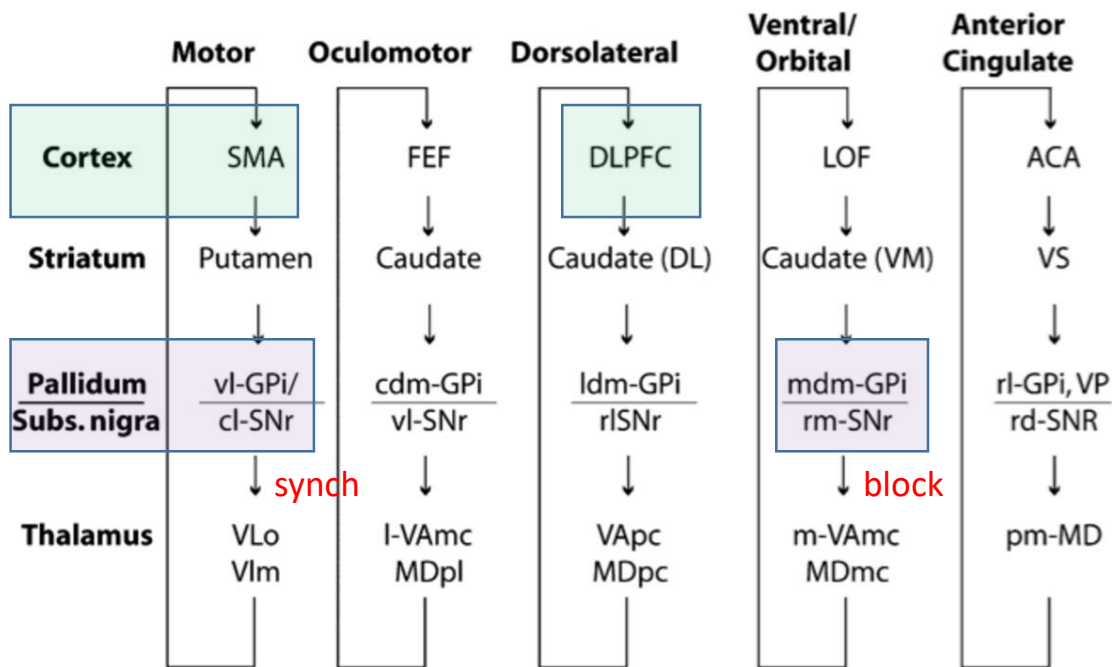 Motor Oculomotor Dorsolateral Ventral/ Orbital Anterior Cingulate
Cortex SMA FEF DLPFC LOF ACA
Striatum Putamen Caudate Caudate (DL) Caudate (VM) VS
Pallidum vl-GPi/ cdm-GPi ldm-GPi mdm-GPi rl-GPi, VP
Subs. nigra cl-SNr vl-SNr rlSNr rm-SNr rd-SNR
synch block
Thalamus VLo l-VAmc VApc m-VAmc pm-MD
Vlm MDpl MDpc MDmc